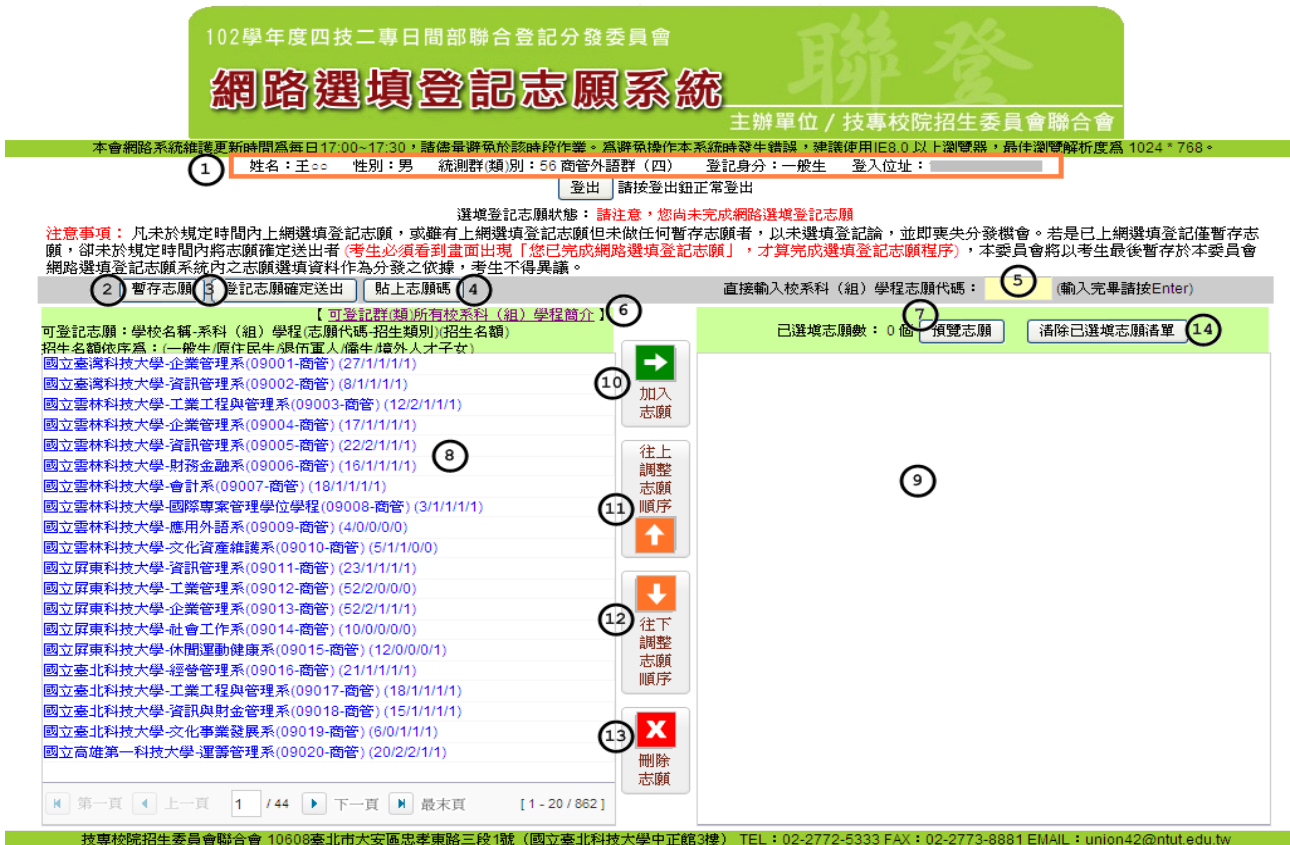 102學年度四技二專日間部聯合登記分發委員會
聯登
網路選填登記志願系統
主辦單位 / 技專校院招生委員會聯合會
本會網路系統維護更新時間為每日17:00~17:30，請儘量避免於該時段作業。為避免操作本系統時發生錯誤，建議使用IE8.0 以上瀏覽器，最佳瀏覽解析度為 1024 * 768。
1 姓名：王○○ 性別：男 統測群(類)別：56 商管外語群（四） 登記身分：一般生 登入位址：
登出 請按登出鈕正常登出
選填登記志願狀態：請注意，您尚未完成網路選填登記志願
注意事項： 凡未於規定時間內上網選填登記志願，或雖有上網選填登記志願但未做任何暫存志願者，以未選填登記論，並即喪失分發機會。若是已上網選填登記僅暫存志
願，卻未於規定時間內將志願確定送出者 (考生必須看到畫面出現「您已完成網路選填登記志願」，才算完成選填登記志願程序)，本委員會將以考生最後暫存於本委員會
網路選填登記志願系統內之志願選填資料作為分發之依據，考生不得異議。
2 暫存志願 3 登記志願確定送出 貼上志願碼 4 直接輸入校系科（組）學程志願代碼： 5 (輸入完畢請按Enter)
【 可登記群(類)所有校系科（組）學程簡介 】 6
可登記志願：學校名稱-系科（組）學程(志願代碼-招生類別)(招生名額)
招生名額依序為：(一般生/原住民生/退伍軍人/僑生/境外人才子女)
7
已選填志願數： 0 個 預覽志願 清除已選填志願清單 14
國立臺灣科技大學-企業管理系(09001-商管) (27/1/1/1/1)
國立臺灣科技大學-資訊管理系(09002-商管) (8/1/1/1/1)
國立雲林科技大學-工業工程與管理系(09003-商管) (12/2/1/1/1)
國立雲林科技大學-企業管理系(09004-商管) (17/1/1/1/1)
國立雲林科技大學-資訊管理系(09005-商管) (22/2/1/1/1)
國立雲林科技大學-財務金融系(09006-商管) (16/1/1/1/1)
國立雲林科技大學-會計系(09007-商管) (18/1/1/1/1)
國立雲林科技大學-國際專案管理學位學程(09008-商管) (3/1/1/1/1)
國立雲林科技大學-應用外語系(09009-商管) (4/0/0/0/0)
國立雲林科技大學-文化資產維護系(09010-商管) (5/1/1/0/0)
國立屏東科技大學-資訊管理系(09011-商管) (23/1/1/1/1)
國立屏東科技大學-工業管理系(09012-商管) (52/2/0/0/0)
國立屏東科技大學-企業管理系(09013-商管) (52/2/1/1/1)
國立屏東科技大學-社會工作系(09014-商管) (10/0/0/0/0)
國立屏東科技大學-休閒運動健康系(09015-商管) (12/0/0/0/1)
國立臺北科技大學-經營管理系(09016-商管) (21/1/1/1/1)
國立臺北科技大學-工業工程與管理系(09017-商管) (18/1/1/1/1)
國立臺北科技大學-資訊與財金管理系(09018-商管) (15/1/1/1/1)
國立臺北科技大學-文化事業發展系(09019-商管) (6/0/1/1/1)
國立高雄第一科技大學-運籌管理系(09020-商管) (20/2/2/1/1)
8
第一頁 上一頁 1 / 44 下一頁 最末頁 [ 1 - 20 / 862 ]
10
加入
志願
往上
調整
志願
11 順序
12
往下
調整
志願
順序
13 X
刪除
志願
9
技專校院招生委員會聯合會 10608臺北市大安區忠孝東路三段1號（國立臺北科技大學中正館3樓） TEL：02-2772-5333 FAX：02-2773-8881 EMAIL：union42@ntut.edu.tw